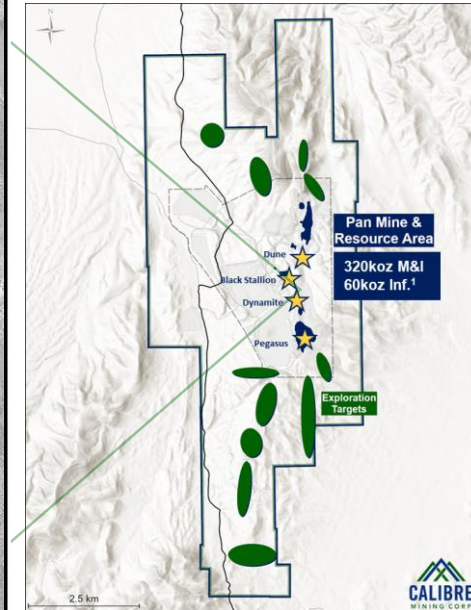 N
Pan Mine &
Resource Area
320koz M&I
60koz Inf.¹
Dune
Black Stallion
Dynamite
Pegasus
Exploration
Targets
2.5 km
CALIBRE
MINING CORP